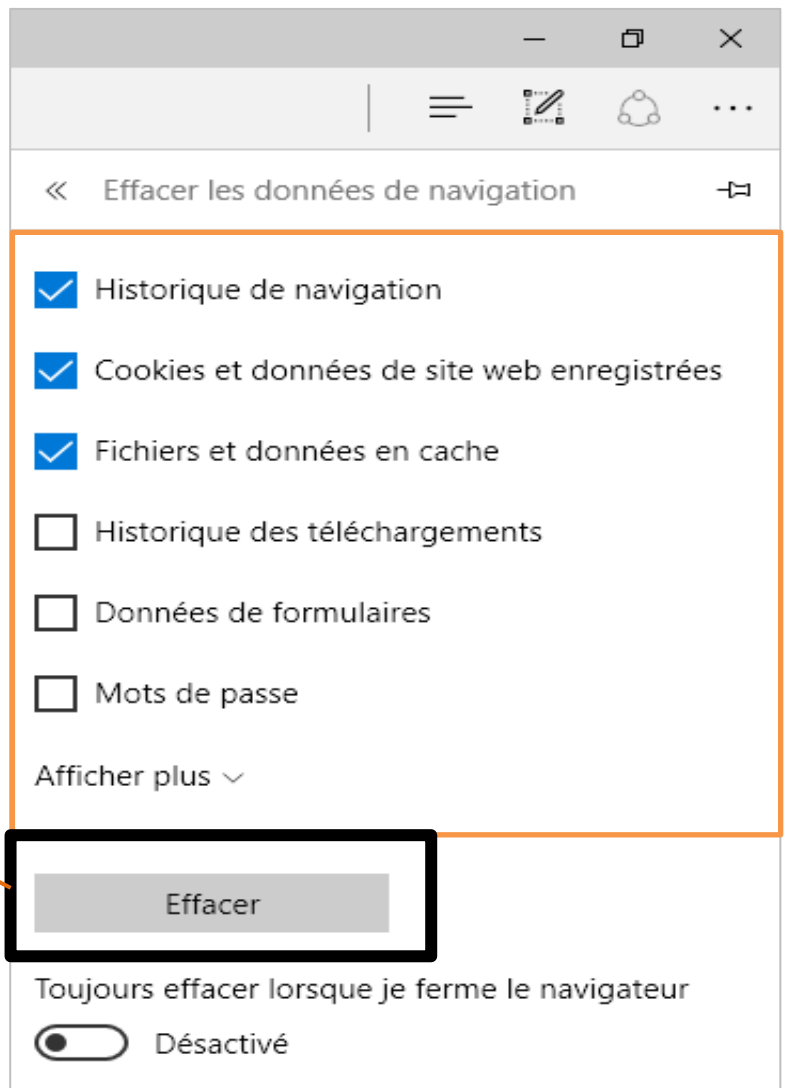 Effacer les données de navigation
Historique de navigation
Cookies et données de site web enregistrées
Fichiers et données en cache
Historique des téléchargements
Données de formulaires
Mots de passe
Afficher plus
Effacer
Toujours effacer lorsque je ferme le navigateur
Désactivé